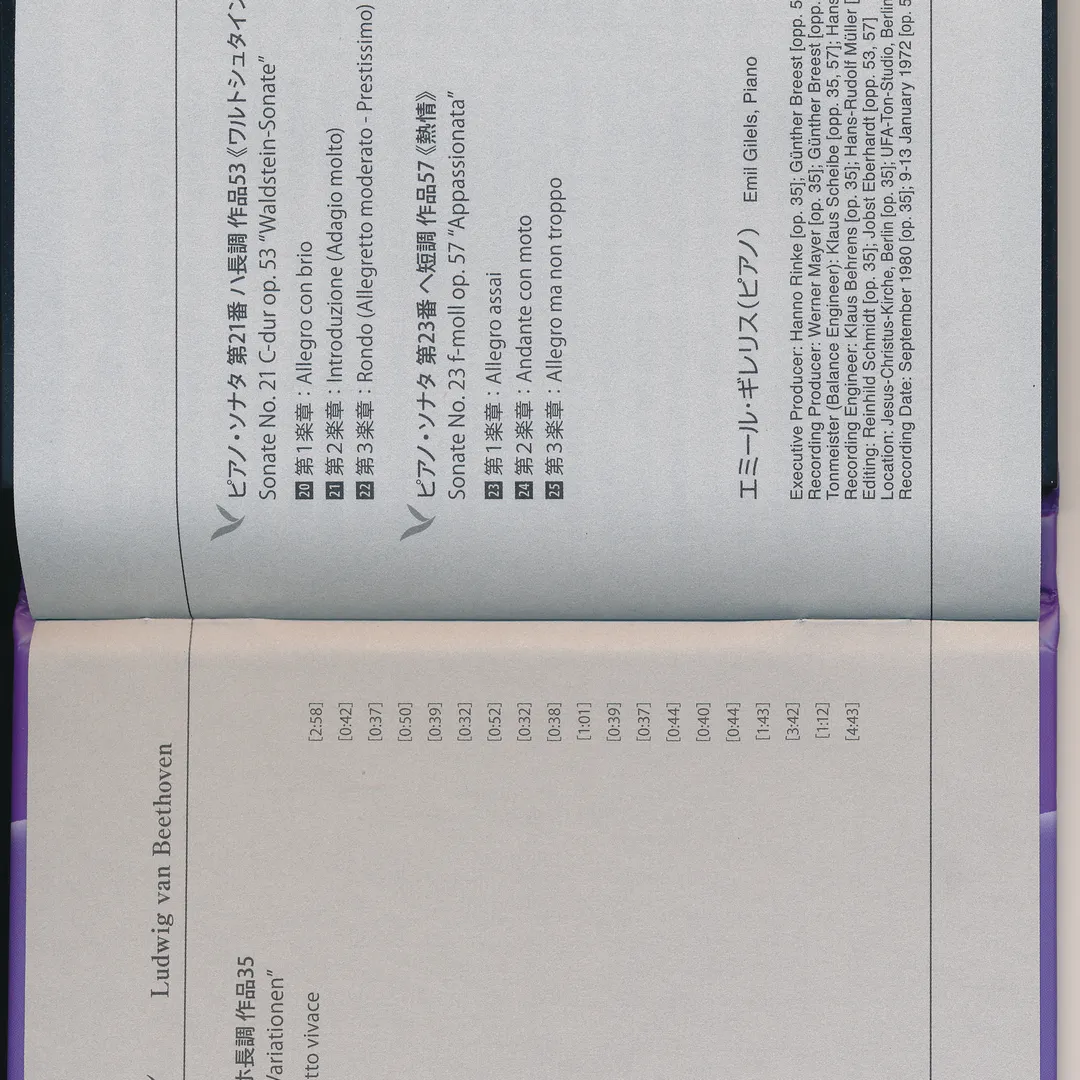 Ludwig van Beethoven
ホ長調 作品35
Variationen”
tto vivace
[2:58]
[0:42]
[0:37]
[0:50]
[0:39]
[0:32]
[0:52]
[0:32]
[0:38]
[1:01]
[0:39]
[0:37]
[0:44]
[0:40]
[0:44]
[1:43]
[3:42]
[1:12]
[4:43]
ピアノ・ソナタ 第21番 ハ長調 作品53《ワルトシュタイン
Sonate No. 21 C-dur op. 53 “Waldstein-Sonate”
20 第1楽章：Allegro con brio
21 第2楽章：Introduzione (Adagio molto)
22 第3楽章：Rondo (Allegretto moderato - Prestissimo)
ピアノ・ソナタ 第23番 ヘ短調 作品57《熱情》
Sonate No. 23 f-moll op. 57 “Appassionata”
23 第1楽章：Allegro assai
24 第2楽章：Andante con moto
25 第3楽章：Allegro ma non troppo
エミール・ギレリス(ピアノ) Emil Gilels, Piano
Executive Producer: Hanno Rinke [op. 35]; Günther Breest [opp. 5
Recording Producer: Werner Mayer [op. 35]; Günther Breest [opp.
Tonmeister (Balance Engineer): Klaus Scheibe [opp. 35, 57]; Hans
Recording Engineer: Klaus Behrens [op. 35]; Hans-Rudolf Müller [
Editing: Reinhild Schmidt [op. 35]; Jobst Eberhardt [opp. 53, 57]
Location: Jesus-Christus-Kirche, Berlin [op. 35]; UFA-Ton-Studio, Berlin
Recording Date: September 1980 [op. 35]; 9-13 January 1972 [op. 5